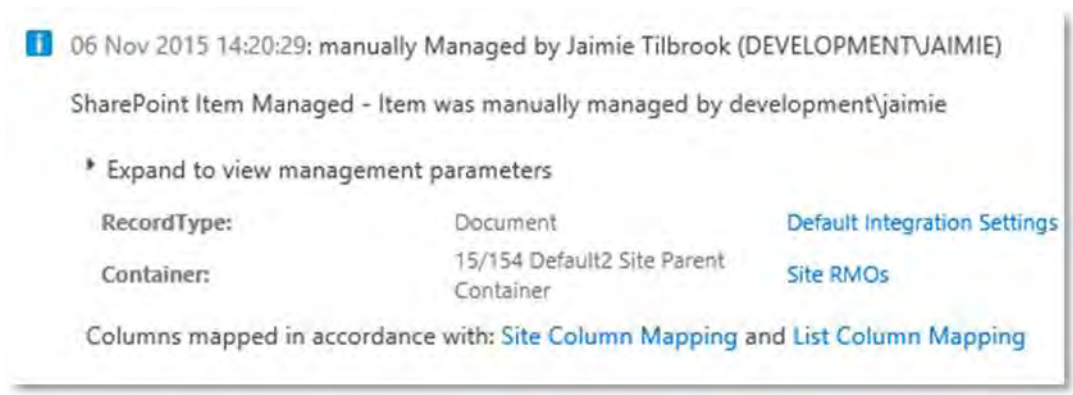 06 Nov 2015 14:20:29: manually Managed by Jaimie Tilbrook (DEVELOPMENT\JAIMIE)
SharePoint Item Managed - Item was manually managed by development\jaimie
Expand to view management parameters
RecordType: Document Default Integration Settings
Container: 15/154 Default2 Site Parent Container Site RMOs
Columns mapped in accordance with: Site Column Mapping and List Column Mapping